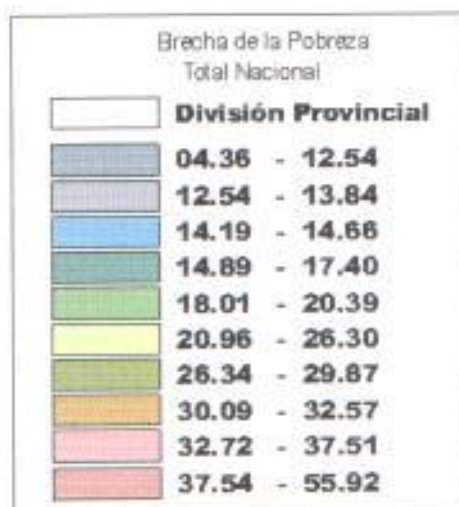 Brecha de la Pobreza
Total Nacional
División Provincial
04.36 - 12.54
12.54 - 13.84
14.19 - 14.66
14.89 - 17.40
18.01 - 20.39
20.96 - 26.30
26.34 - 29.87
30.09 - 32.57
32.72 - 37.51
37.54 - 55.92